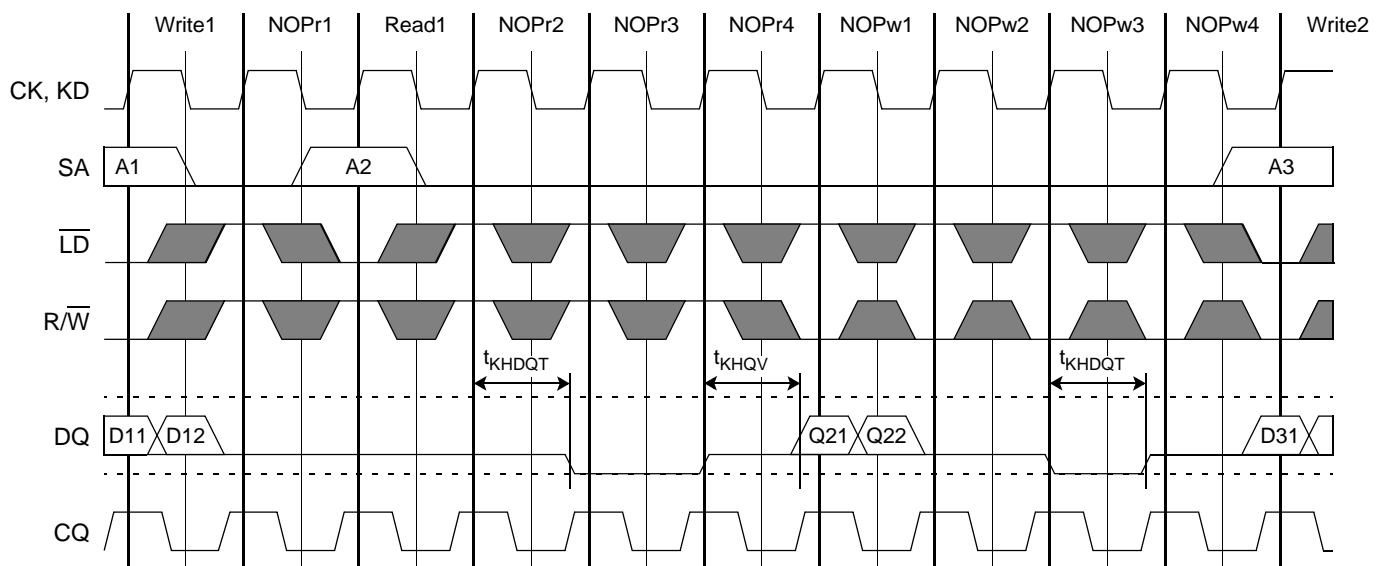 Write1 NOPr1 Read1 NOPr2 NOPr3 NOPr4 NOPw1 NOPw2 NOPw3 NOPw4 Write2
CK, KD
SA A1 A2 A3
L̅D̅
R/W̅
tKHDQT tKHQV tKHDQT
DQ D11 D12 Q21 Q22 D31
CQ